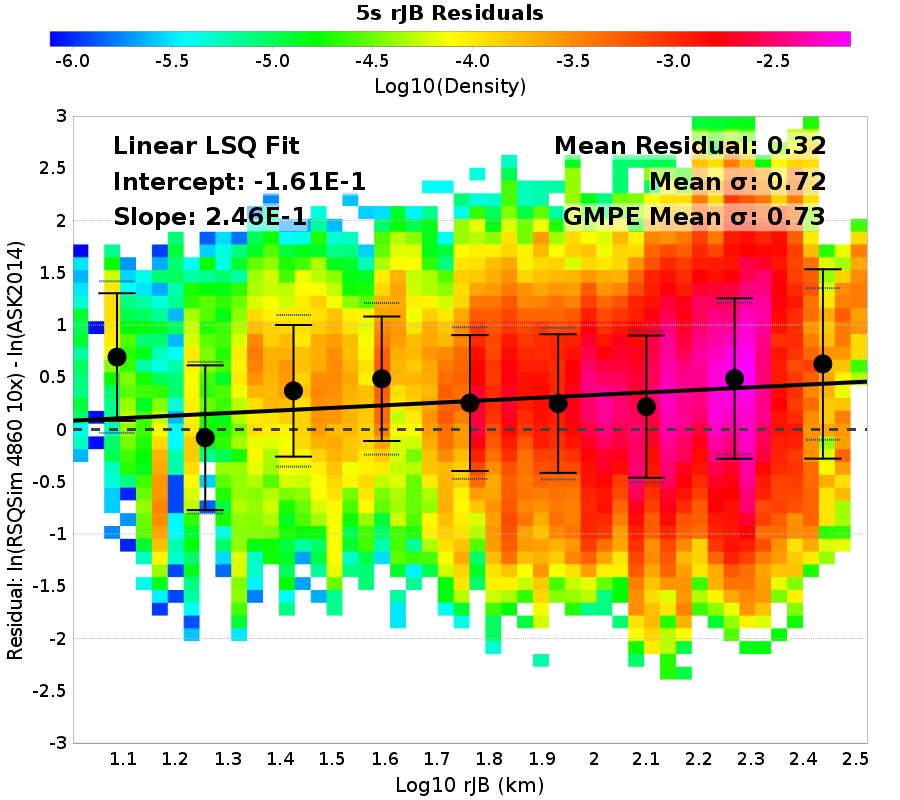 5s rJB Residuals
-6.0 -5.5 -5.0 -4.5 -4.0 -3.5 -3.0 -2.5
Log10(Density)
Linear LSQ Fit
Intercept: -1.61E-1
Slope: 2.46E-1
Mean Residual: 0.32
Mean σ: 0.72
GMPE Mean σ: 0.73
Residual: ln(RSQSim 4860 10x) - ln(ASK2014)
3
2.5
2
1.5
1
0.5
0
-0.5
-1
-1.5
-2
-2.5
-3
1.1 1.2 1.3 1.4 1.5 1.6 1.7 1.8 1.9 2 2.1 2.2 2.3 2.4 2.5
Log10 rJB (km)